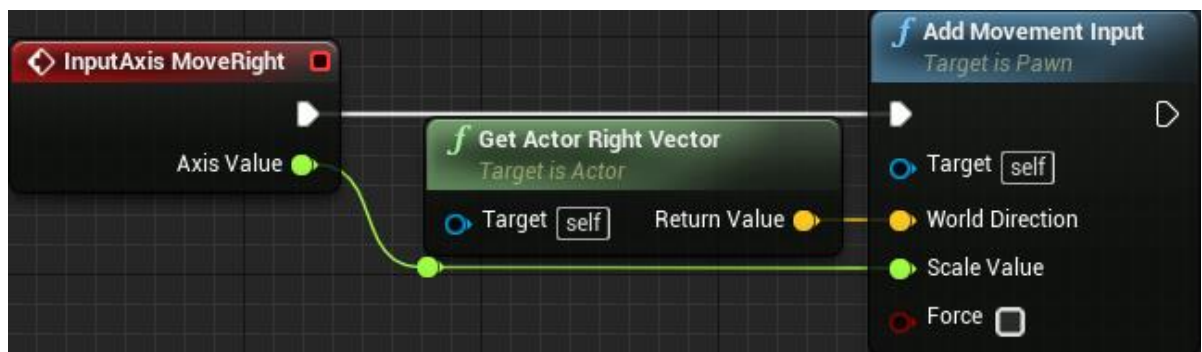 InputAxis MoveRight
Axis Value
f Get Actor Right Vector
Target is Actor
Target self
Return Value
f Add Movement Input
Target is Pawn
Target self
World Direction
Scale Value
Force